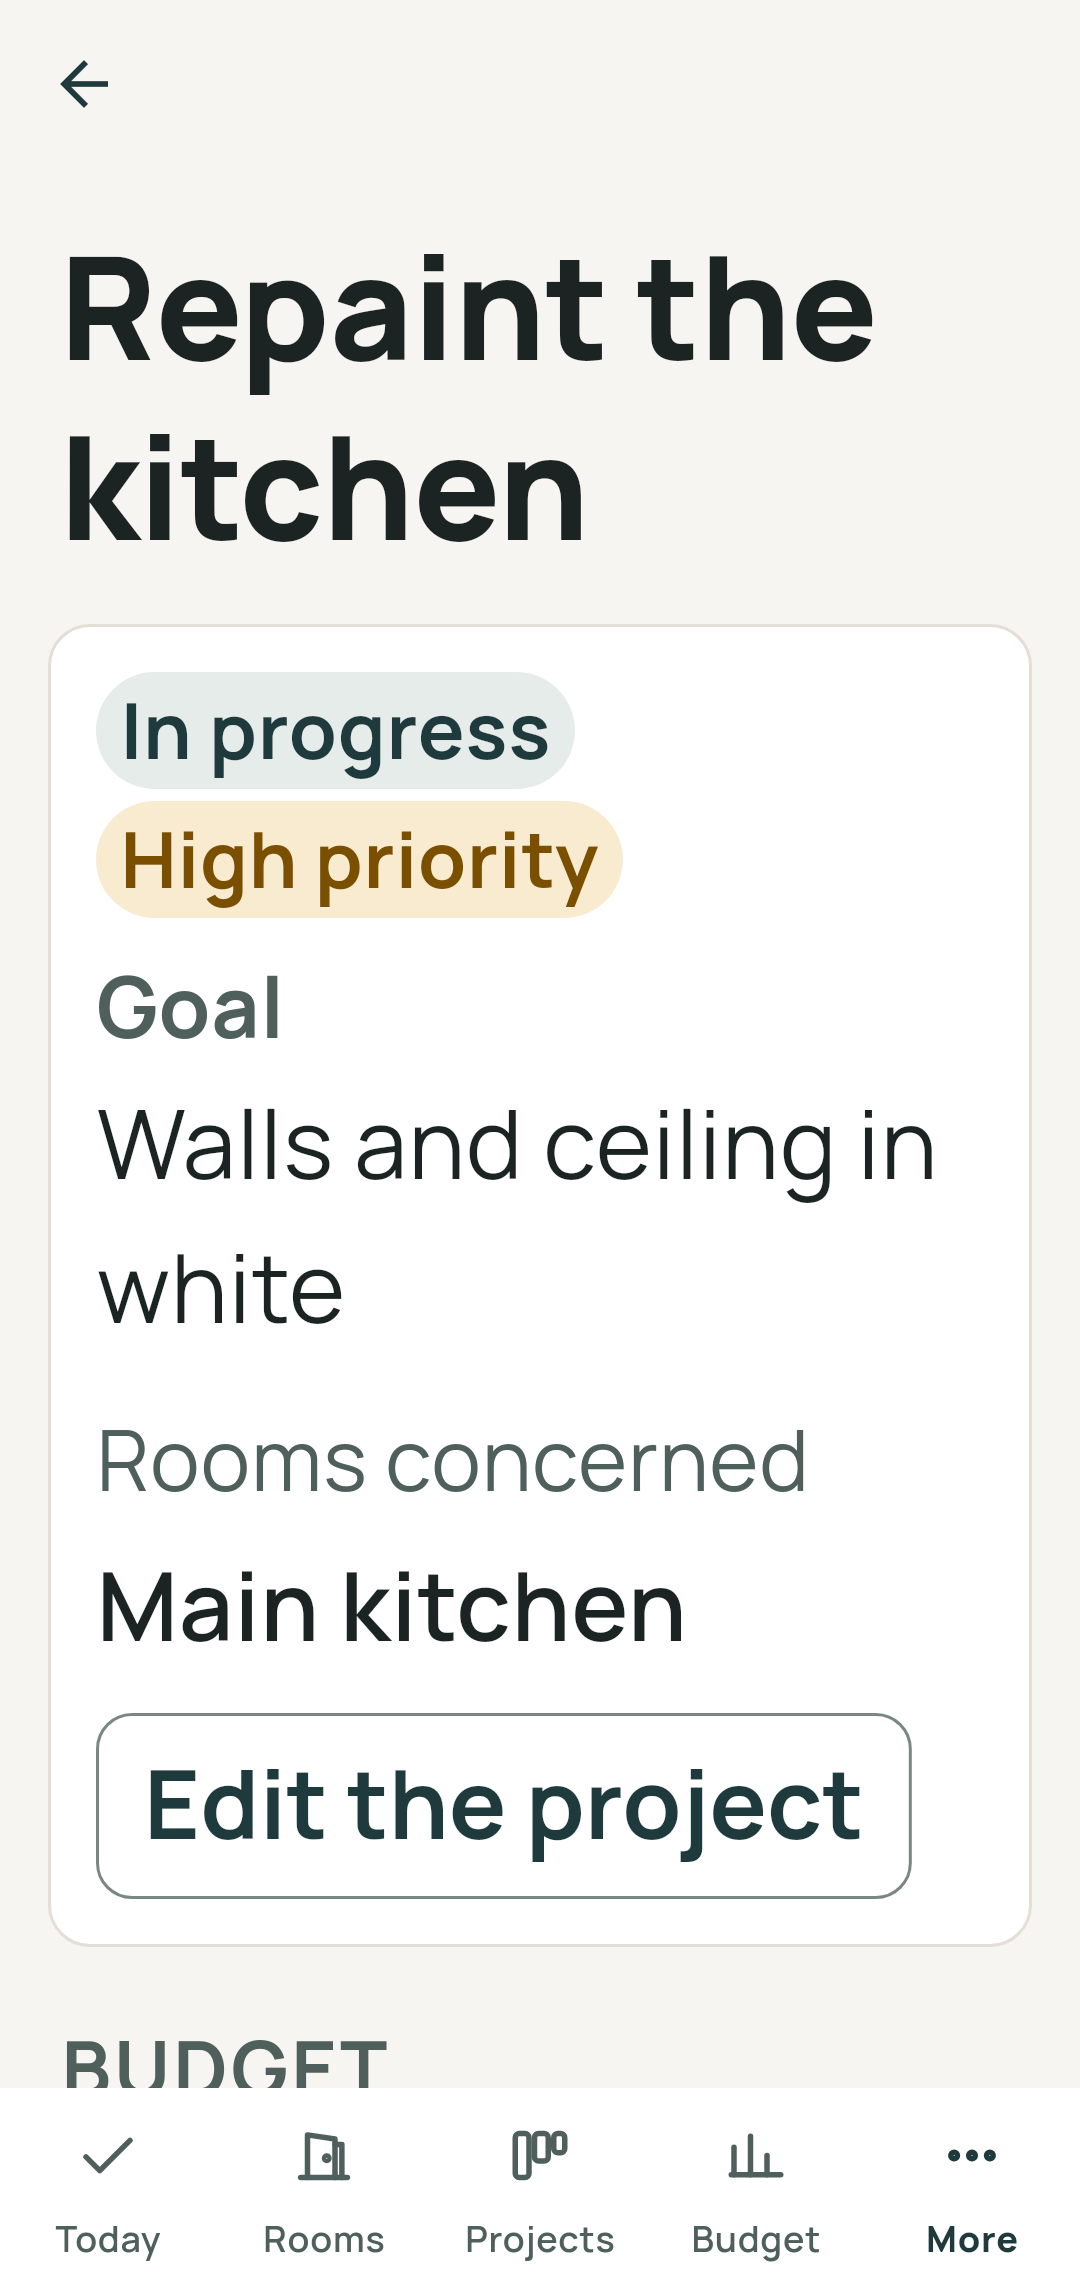 Repaint the
kitchen
In progress
High priority
Goal
Walls and ceiling in
white
Rooms concerned
Main kitchen
Edit the project
BUDGET
Today
Rooms
Projects
Budget
More